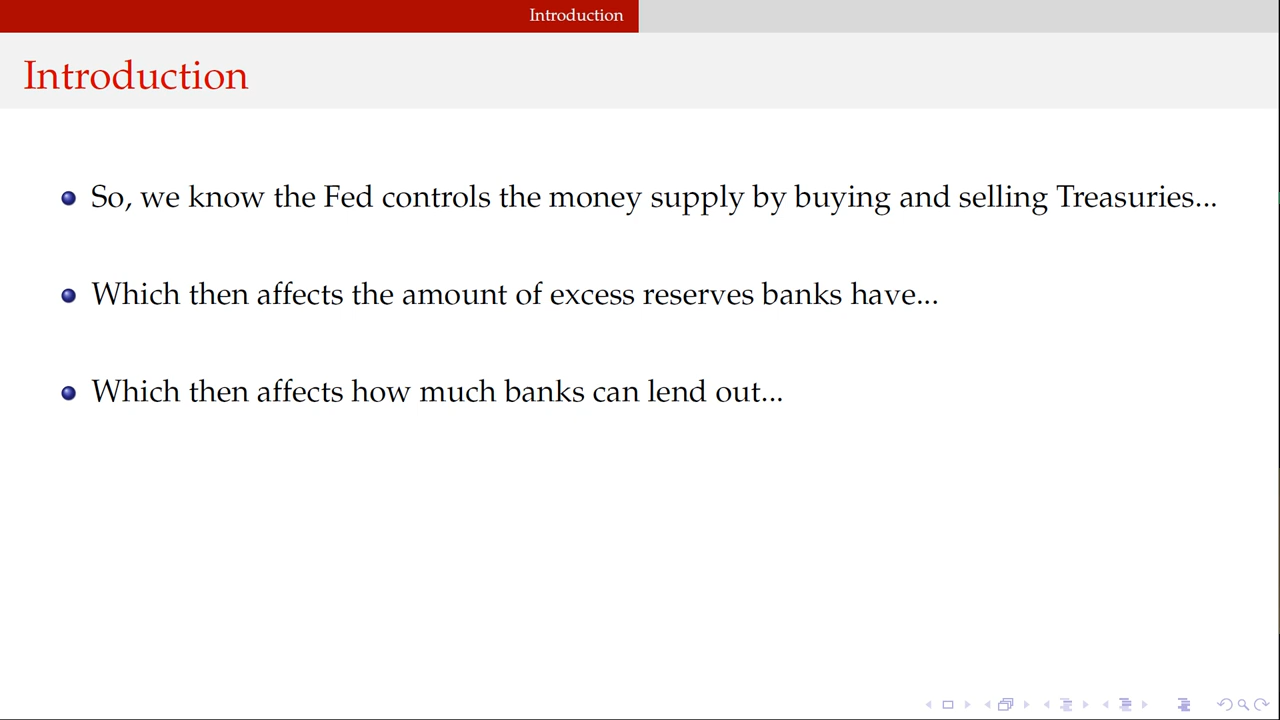 Introduction
Introduction
So, we know the Fed controls the money supply by buying and selling Treasuries...
Which then affects the amount of excess reserves banks have...
Which then affects how much banks can lend out...